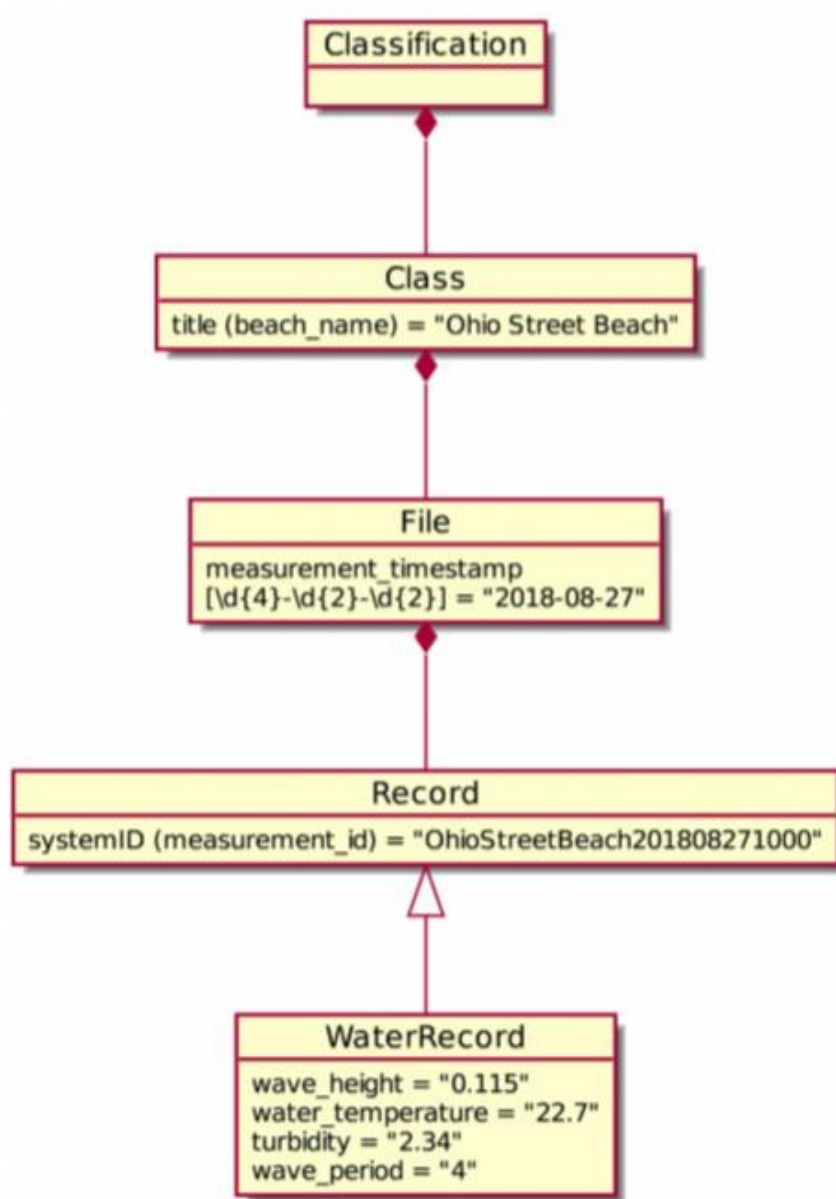 Classification
Class
title (beach_name) = "Ohio Street Beach"
File
measurement_timestamp
[\d{4}-\d{2}-\d{2}] = "2018-08-27"
Record
systemID (measurement_id) = "OhioStreetBeach201808271000"
WaterRecord
wave_height = "0.115"
water_temperature = "22.7"
turbidity = "2.34"
wave_period = "4"